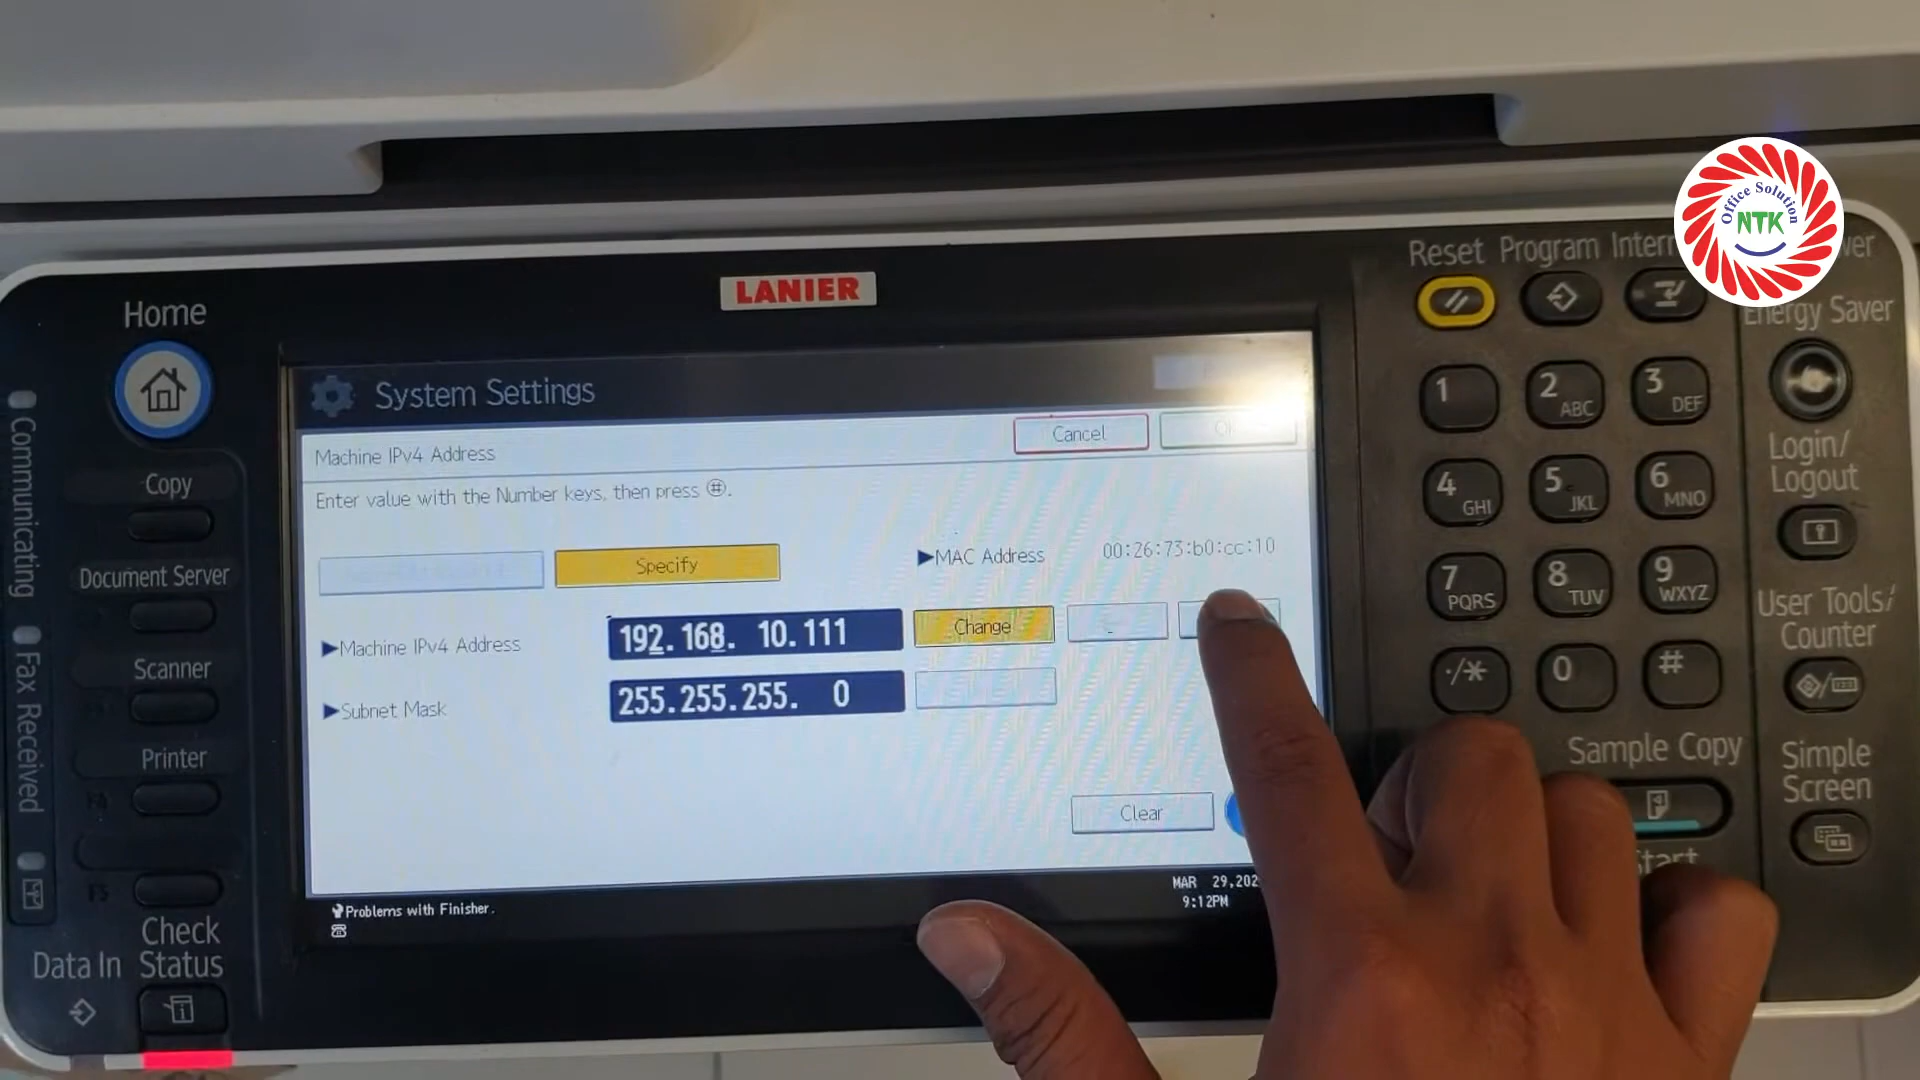 Office Solution
NTK
Reset Program
Energy Saver
LANIER
Home
System Settings
Cancel
Machine IPv4 Address
Enter value with the Number keys, then press #.
Specify
MAC Address 00:26:73:b0:cc:10
Machine IPv4 Address 192.168. 10.111 Change
Subnet Mask 255.255.255. 0
Clear
MAR 29,
9:12PM
Problems with Finisher.
Communicating
Fax Received
Copy
Document Server
Scanner
Printer
F4
F5
Check
Status
Data In
1
2 ABC
3 DEF
4 GHI
5 JKL
6 MNO
7 PQRS
8 TUV
9 WXYZ
./*
0
#
Login/
Logout
User Tools/
Counter
Simple
Screen
Sample Copy
Start